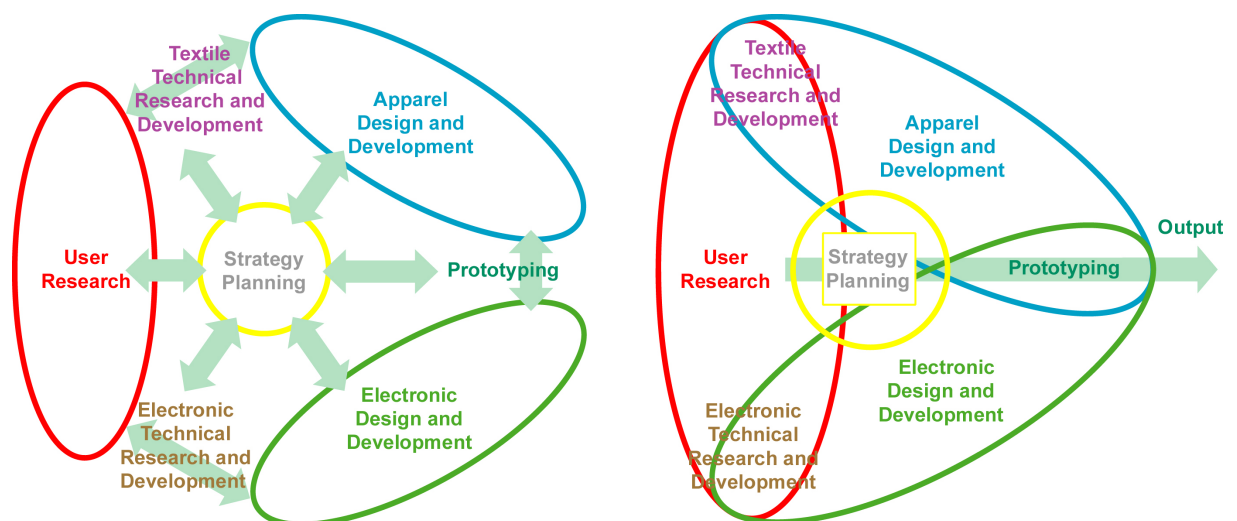 Textile
Technical
Research and
Development
Apparel
Design and
Development
User
Research
Strategy
Planning
Prototyping
Electronic
Technical
Research and
Development
Electronic
Design and
Development
Textile
Technical
Research and
Development
Apparel
Design and
Development
Output
User
Research
Strategy
Planning
Prototyping
Electronic
Design and
Development
Electronic
Technical
Research and
Development